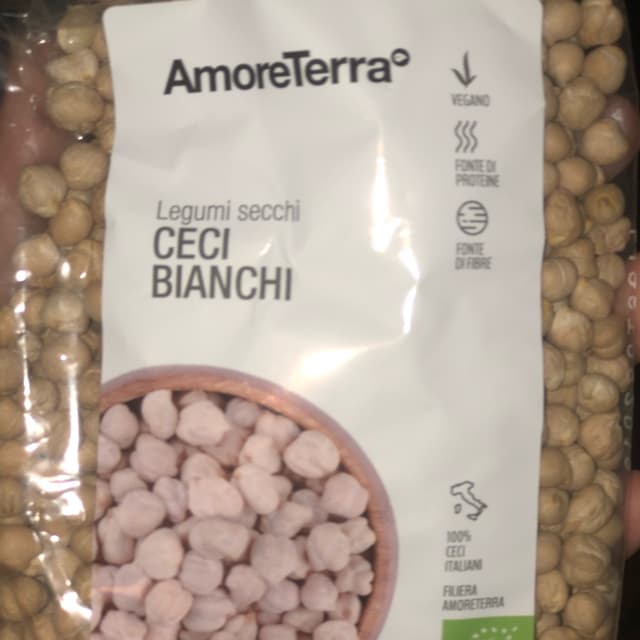 AmoreTerra
VEGANO
FONTE DI
PROTEINE
FONTE
DI FIBRE
Legumi secchi
CECI
BIANCHI
100%
CECI
ITALIANI
FILIERA
AMORETERRA